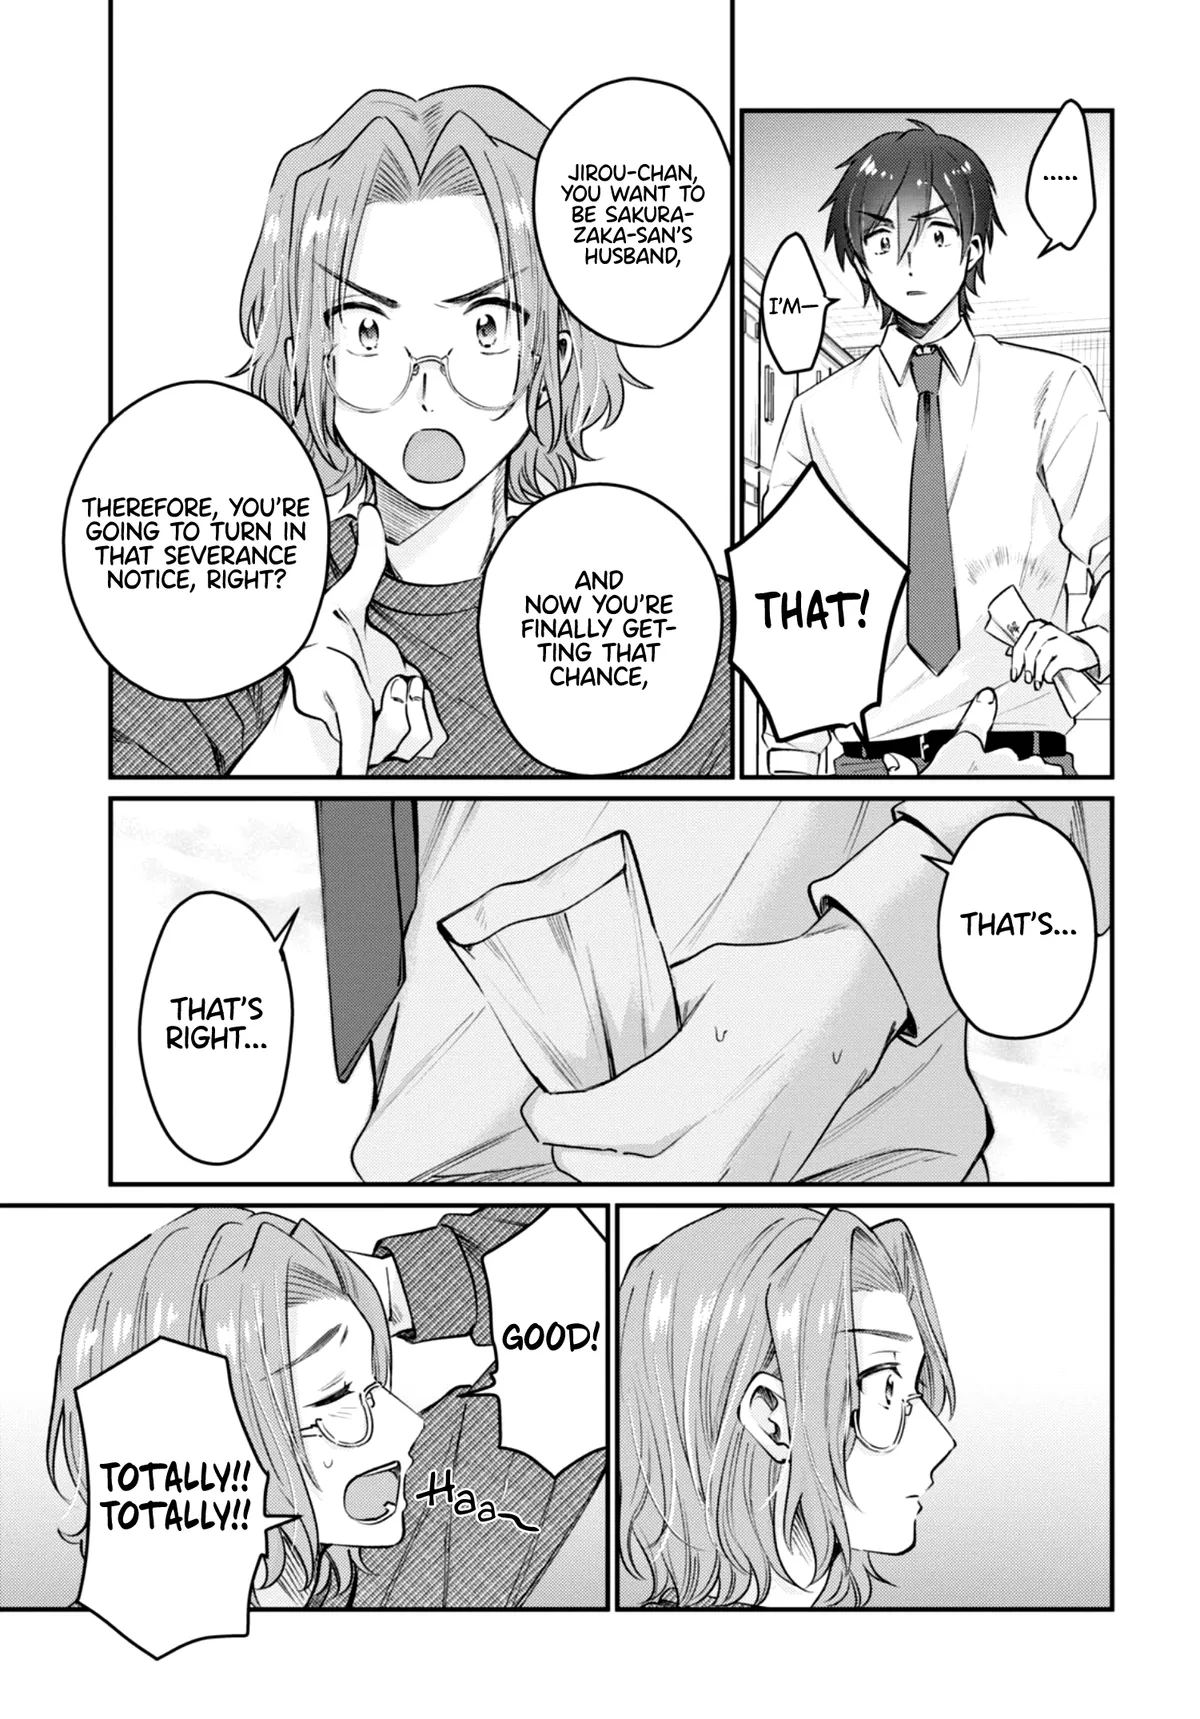 .....
I'M—
THAT!
JIROU-CHAN,
YOU WANT TO
BE SAKURA-
ZAKA-SAN'S
HUSBAND,
AND
NOW YOU'RE
FINALLY GET-
TING THAT
CHANCE,
THEREFORE, YOU'RE
GOING TO TURN IN
THAT SEVERANCE
NOTICE, RIGHT?
THAT'S...
THAT'S
RIGHT...
GOOD!
Haa~
TOTALLY!!
TOTALLY!!